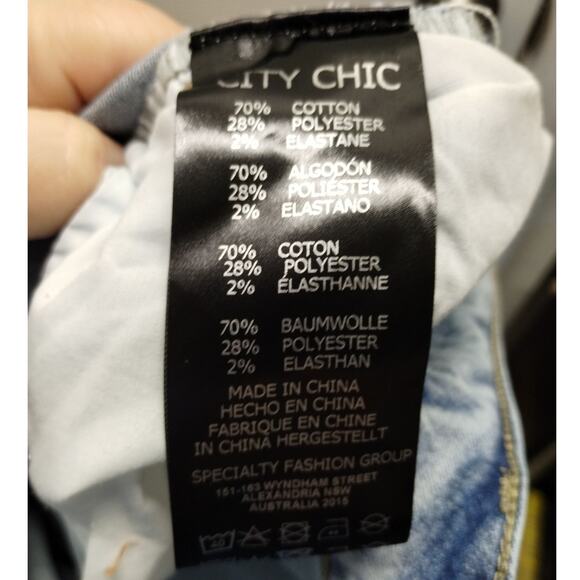 CITY CHIC
70% COTTON
28% POLYESTER
2% ELASTANE
70% ALGODÓN
28% POLIÉSTER
2% ELASTANO
70% COTON
28% POLYESTER
2% ÉLASTHANNE
70% BAUMWOLLE
28% POLYESTER
2% ELASTHAN
MADE IN CHINA
HECHO EN CHINA
FABRIQUE EN CHINE
IN CHINA HERGESTELLT
SPECIALTY FASHION GROUP
151-163 WYNDHAM STREET
ALEXANDRIA NSW
AUSTRALIA 2015